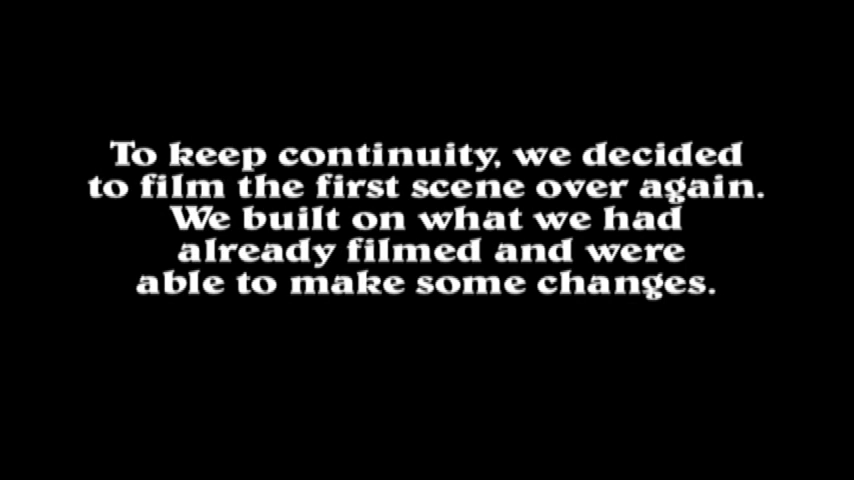 To keep continuity, we decided
to film the first scene over again.
We built on what we had
already filmed and were
able to make some changes.